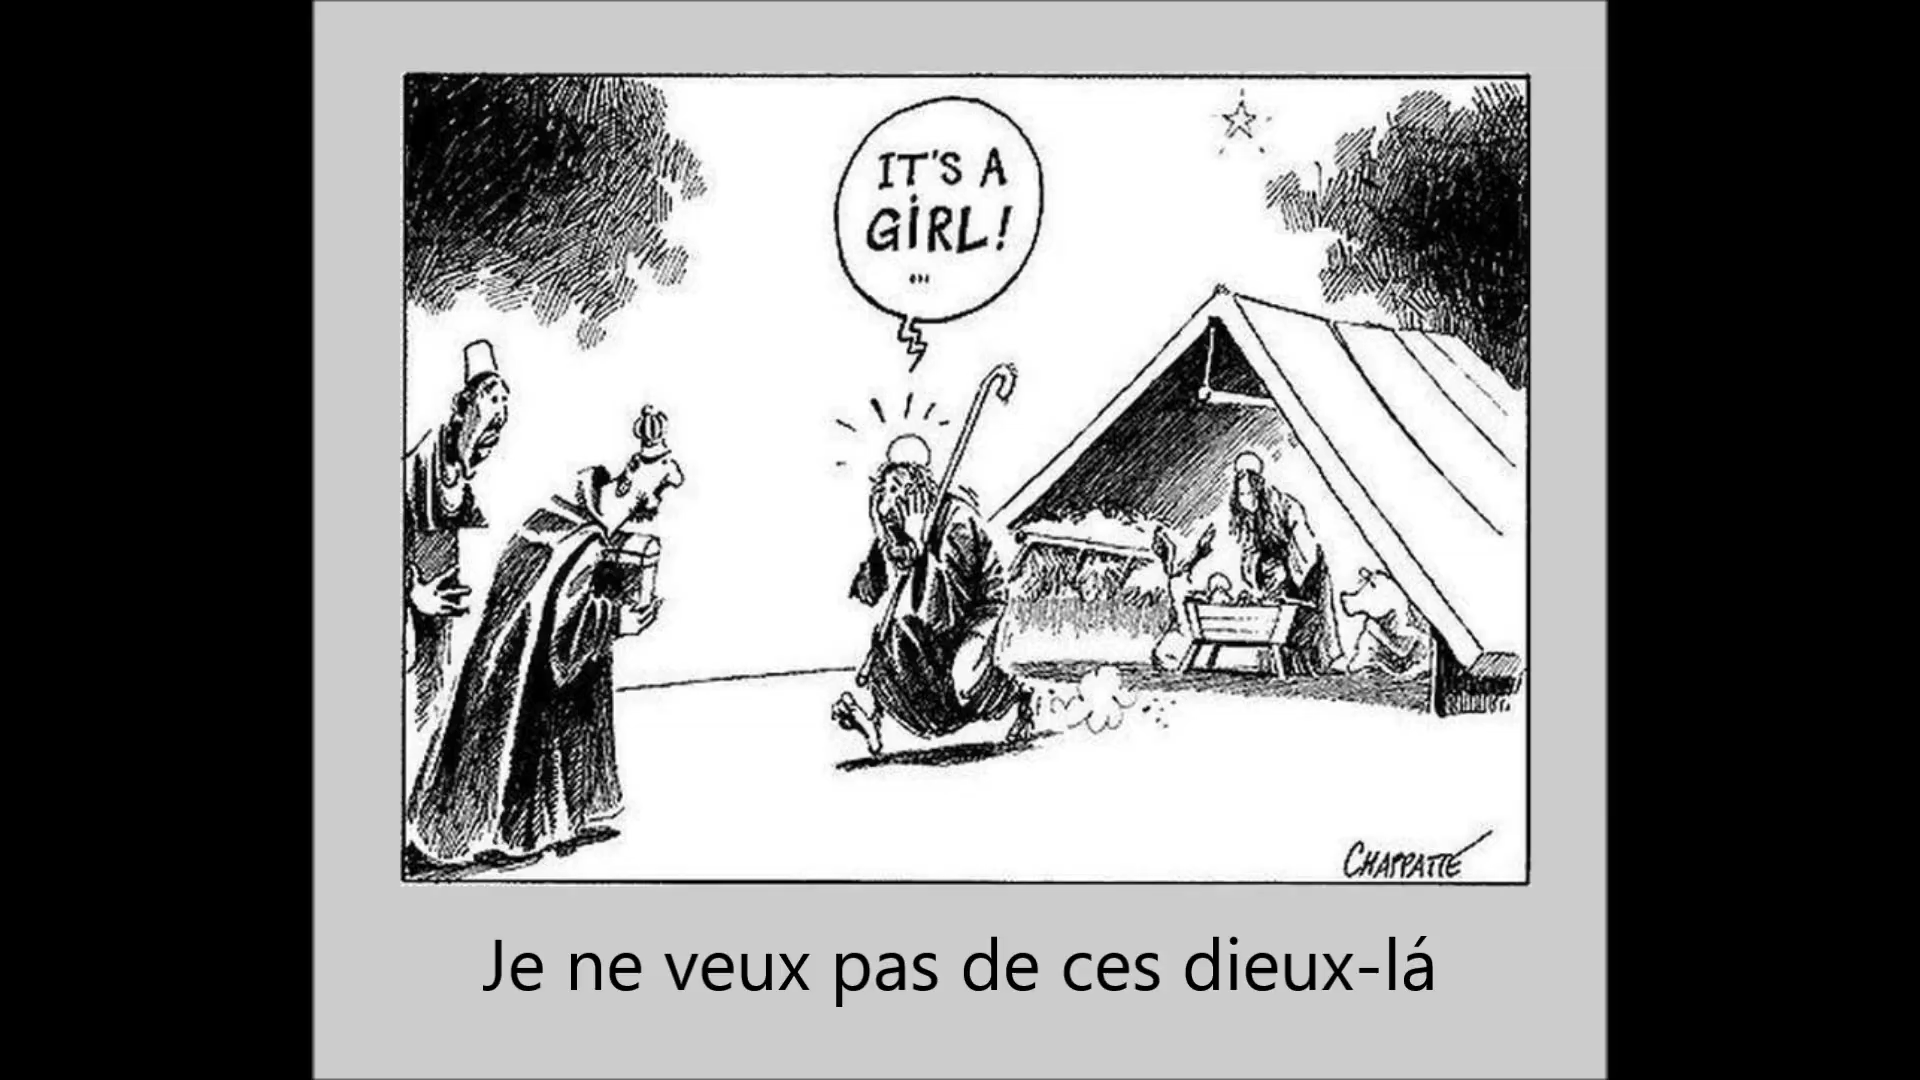 IT'S A
GIRL!
...
CHAPPATTE
Je ne veux pas de ces dieux-lá